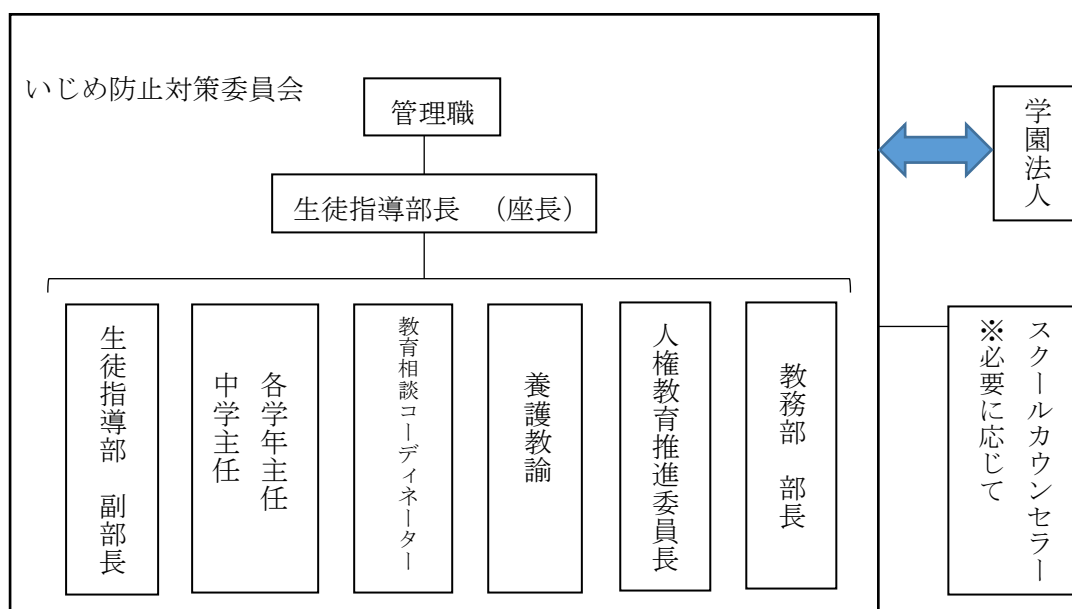 いじめ防止対策委員会
管理職
学園法人
生徒指導部長　（座長）
生徒指導部　副部長
各学年主任
中学主任
教育相談コーディネーター
養護教諭
人権教育推進委員長
教務部　部長
スクールカウンセラー
※必要に応じて